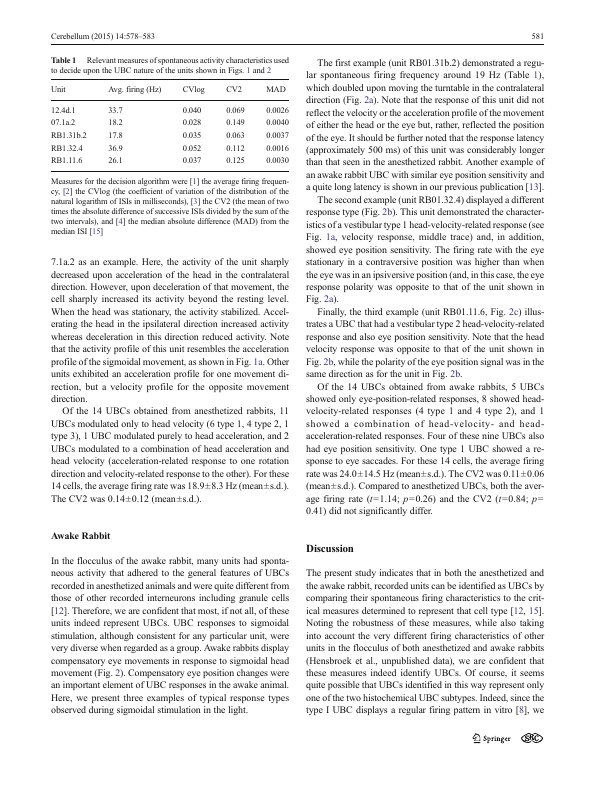 Cerebellum (2015) 14:578–583
581
Table 1 Relevant measures of spontaneous activity characteristics used
to decide upon the UBC nature of the units shown in Figs. 1 and 2
Unit Avg. firing (Hz) CVlog CV2 MAD
12.4d.1 33.7 0.040 0.069 0.0026
07.1a.2 18.2 0.028 0.149 0.0040
RB1.31b.2 17.8 0.035 0.063 0.0037
RB1.32.4 36.9 0.052 0.112 0.0016
RB1.11.6 26.1 0.037 0.125 0.0030
Measures for the decision algorithm were [1] the average firing frequen-
cy, [2] the CVlog (the coefficient of variation of the distribution of the
natural logarithm of ISIs in milliseconds), [3] the CV2 (the mean of two
times the absolute difference of successive ISIs divided by the sum of the
two intervals), and [4] the median absolute difference (MAD) from the
median ISI [15]
7.1a.2 as an example. Here, the activity of the unit sharply
decreased upon acceleration of the head in the contralateral
direction. However, upon deceleration of that movement, the
cell sharply increased its activity beyond the resting level.
When the head was stationary, the activity stabilized. Accel-
erating the head in the ipsilateral direction increased activity
whereas deceleration in this direction reduced activity. Note
that the activity profile of this unit resembles the acceleration
profile of the sigmoidal movement, as shown in Fig. 1a. Other
units exhibited an acceleration profile for one movement di-
rection, but a velocity profile for the opposite movement
direction.
Of the 14 UBCs obtained from anesthetized rabbits, 11
UBCs modulated only to head velocity (6 type 1, 4 type 2, 1
type 3), 1 UBC modulated purely to head acceleration, and 2
UBCs modulated to a combination of head acceleration and
head velocity (acceleration-related response to one rotation
direction and velocity-related response to the other). For these
14 cells, the average firing rate was 18.9±8.3 Hz (mean±s.d.).
The CV2 was 0.14±0.12 (mean±s.d.).
Awake Rabbit
In the flocculus of the awake rabbit, many units had sponta-
neous activity that adhered to the general features of UBCs
recorded in anesthetized animals and were quite different from
those of other recorded interneurons including granule cells
[12]. Therefore, we are confident that most, if not all, of these
units indeed represent UBCs. UBC responses to sigmoidal
stimulation, although consistent for any particular unit, were
very diverse when regarded as a group. Awake rabbits display
compensatory eye movements in response to sigmoidal head
movement (Fig. 2). Compensatory eye position changes were
an important element of UBC responses in the awake animal.
Here, we present three examples of typical response types
observed during sigmoidal stimulation in the light.
The first example (unit RB01.31b.2) demonstrated a regu-
lar spontaneous firing frequency around 19 Hz (Table 1),
which doubled upon moving the turntable in the contralateral
direction (Fig. 2a). Note that the response of this unit did not
reflect the velocity or the acceleration profile of the movement
of either the head or the eye but, rather, reflected the position
of the eye. It should be further noted that the response latency
(approximately 500 ms) of this unit was considerably longer
than that seen in the anesthetized rabbit. Another example of
an awake rabbit UBC with similar eye position sensitivity and
a quite long latency is shown in our previous publication [13].
The second example (unit RB01.32.4) displayed a different
response type (Fig. 2b). This unit demonstrated the character-
istics of a vestibular type 1 head-velocity-related response (see
Fig. 1a, velocity response, middle trace) and, in addition,
showed eye position sensitivity. The firing rate with the eye
stationary in a contraversive position was higher than when
the eye was in an ipsiversive position (and, in this case, the eye
response polarity was opposite to that of the unit shown in
Fig. 2a).
Finally, the third example (unit RB01.11.6, Fig. 2c) illus-
trates a UBC that had a vestibular type 2 head-velocity-related
response and also eye position sensitivity. Note that the head
velocity response was opposite to that of the unit shown in
Fig. 2b, while the polarity of the eye position signal was in the
same direction as for the unit in Fig. 2b.
Of the 14 UBCs obtained from awake rabbits, 5 UBCs
showed only eye-position-related responses, 8 showed head-
velocity-related responses (4 type 1 and 4 type 2), and 1
showed a combination of head-velocity- and head-
acceleration-related responses. Four of these nine UBCs also
had eye position sensitivity. One type 1 UBC showed a re-
sponse to eye saccades. For these 14 cells, the average firing
rate was 24.0±14.5 Hz (mean±s.d.). The CV2 was 0.11±0.06
(mean±s.d.). Compared to anesthetized UBCs, both the aver-
age firing rate (t=1.14; p=0.26) and the CV2 (t=0.84; p=
0.41) did not significantly differ.
Discussion
The present study indicates that in both the anesthetized and
the awake rabbit, recorded units can be identified as UBCs by
comparing their spontaneous firing characteristics to the crit-
ical measures determined to represent that cell type [12, 15].
Noting the robustness of these measures, while also taking
into account the very different firing characteristics of other
units in the flocculus of both anesthetized and awake rabbits
(Hensbroek et al., unpublished data), we are confident that
these measures indeed identify UBCs. Of course, it seems
quite possible that UBCs identified in this way represent only
one of the two histochemical UBC subtypes. Indeed, since the
type I UBC displays a regular firing pattern in vitro [8], we
Springer